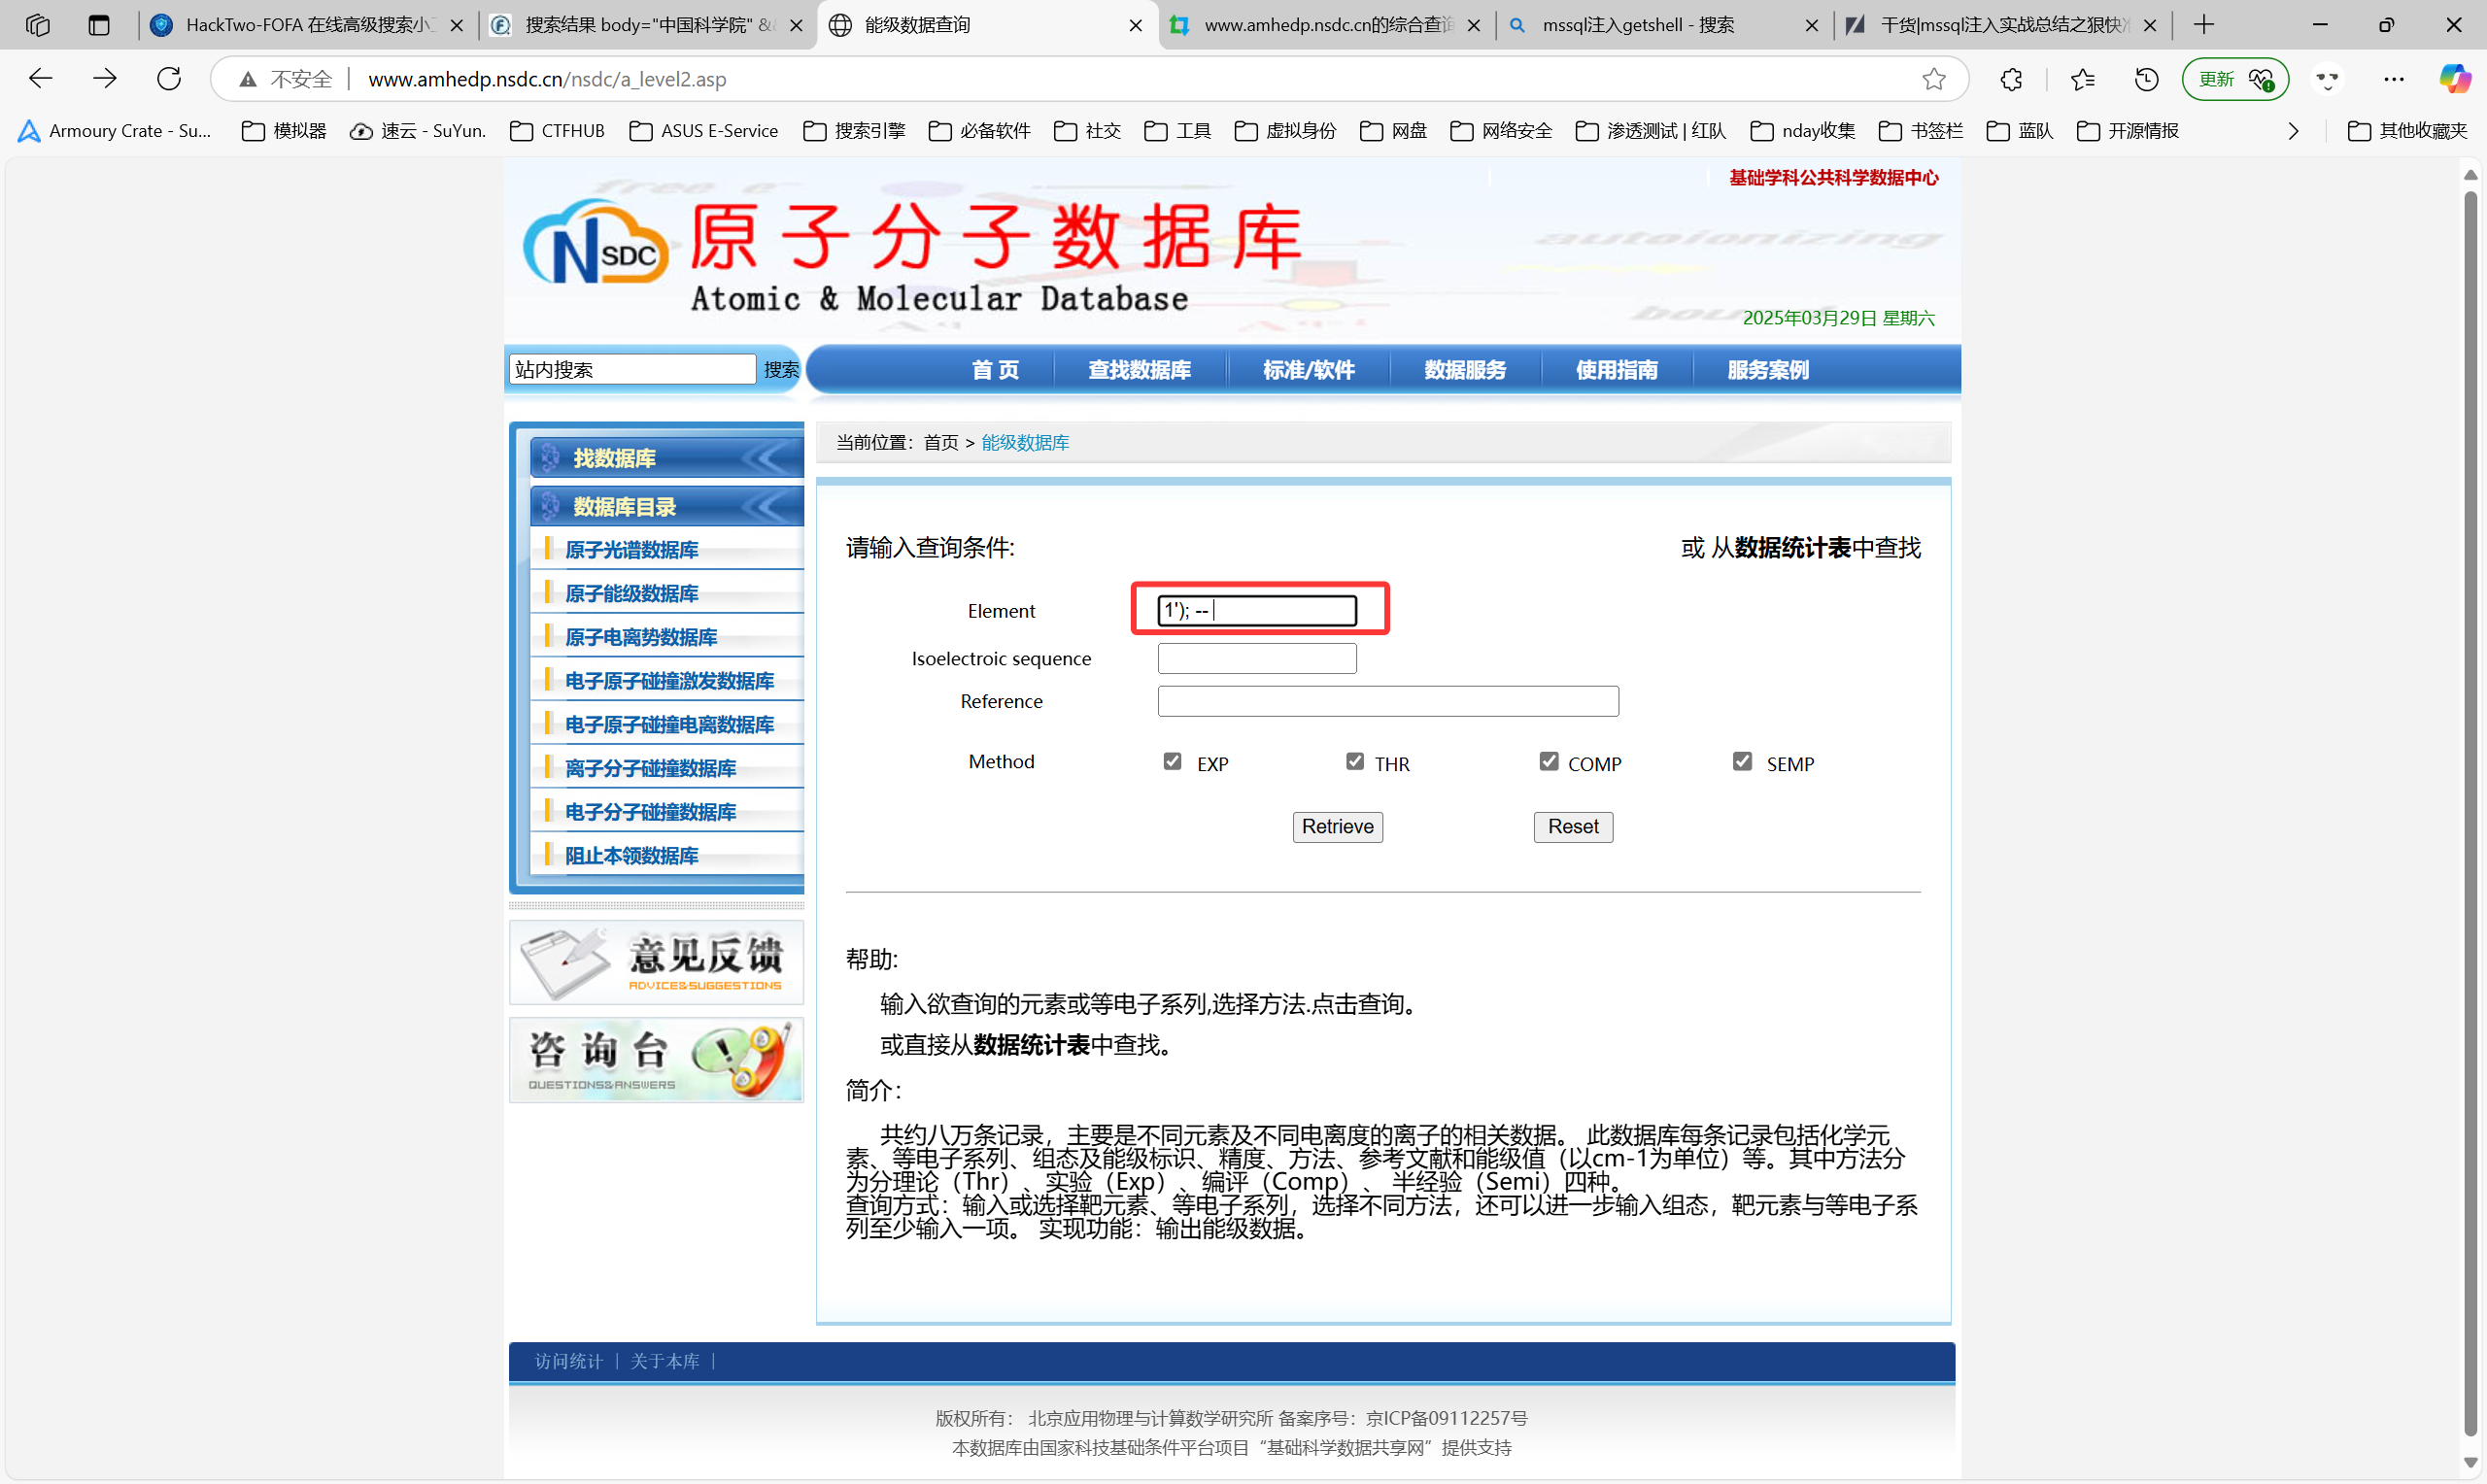 HackTwo-FOFA 在线高级搜索小工
搜索结果 body="中国科学院" &&
能级数据查询
www.amhedp.nsdc.cn的综合查询
mssql注入getshell - 搜索
干货|mssql注入实战总结之狠快准
不安全 www.amhedp.nsdc.cn/nsdc/a_level2.asp
更新
Armoury Crate - Su...
模拟器
速云 - SuYun.
CTFHUB
ASUS E-Service
搜索引擎
必备软件
社交
工具
虚拟身份
网盘
网络安全
渗透测试 | 红队
nday收集
书签栏
蓝队
开源情报
其他收藏夹
基础学科公共科学数据中心
free e
NSDC 原子分子数据库
autoionizing
Atomic & Molecular Database
2025年03月29日 星期六
站内搜索 搜索
首 页 查找数据库 标准/软件 数据服务 使用指南 服务案例
找数据库
数据库目录
原子光谱数据库
原子能级数据库
原子电离势数据库
电子原子碰撞激发数据库
电子原子碰撞电离数据库
离子分子碰撞数据库
电子分子碰撞数据库
阻止本领数据库
意见反馈
ADVICE&SUGGESTIONS
咨询台
QUESTIONS&ANSWERS
当前位置：首页 > 能级数据库
请输入查询条件: 或 从数据统计表中查找
Element 1'); --
Isoelectroic sequence
Reference
Method EXP THR COMP SEMP
Retrieve Reset
帮助:
输入欲查询的元素或等电子系列,选择方法.点击查询。
或直接从数据统计表中查找。
简介：
共约八万条记录，主要是不同元素及不同电离度的离子的相关数据。 此数据库每条记录包括化学元
素、等电子系列、组态及能级标识、精度、方法、参考文献和能级值（以cm-1为单位）等。其中方法分
为分理论（Thr）、实验（Exp）、编评（Comp）、 半经验（Semi）四种。
查询方式：输入或选择靶元素、等电子系列，选择不同方法，还可以进一步输入组态，靶元素与等电子系
列至少输入一项。 实现功能：输出能级数据。
访问统计 | 关于本库 |
版权所有： 北京应用物理与计算数学研究所 备案序号：京ICP备09112257号
本数据库由国家科技基础条件平台项目“基础科学数据共享网”提供支持